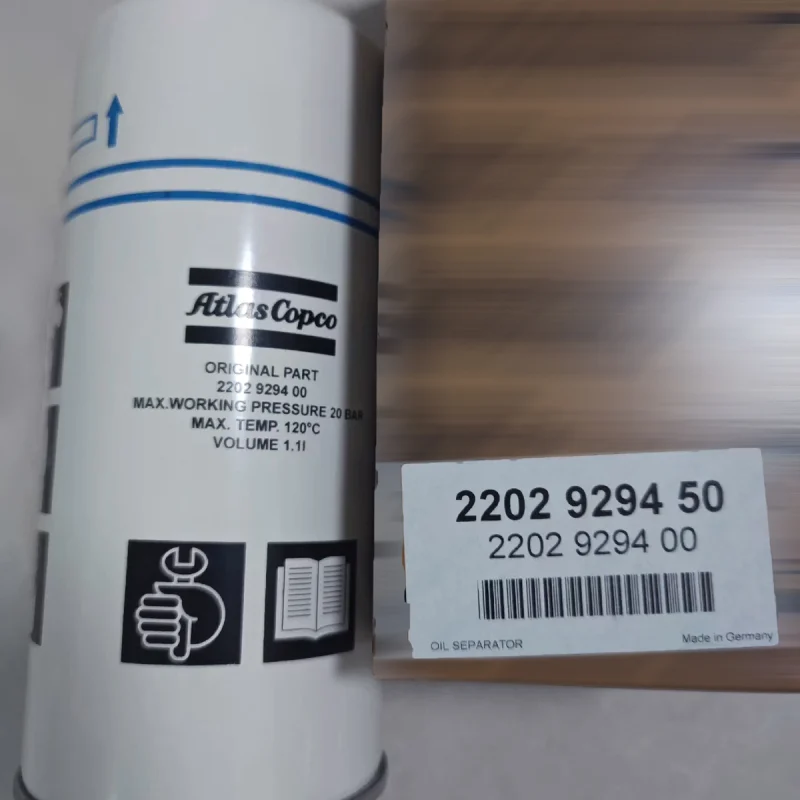 Atlas Copco
ORIGINAL PART
2202 9294 00
MAX.WORKING PRESSURE 20 BAR
MAX. TEMP. 120°C
VOLUME 1.1l
2202 9294 50
2202 9294 00
OIL SEPARATOR
Made in Germany